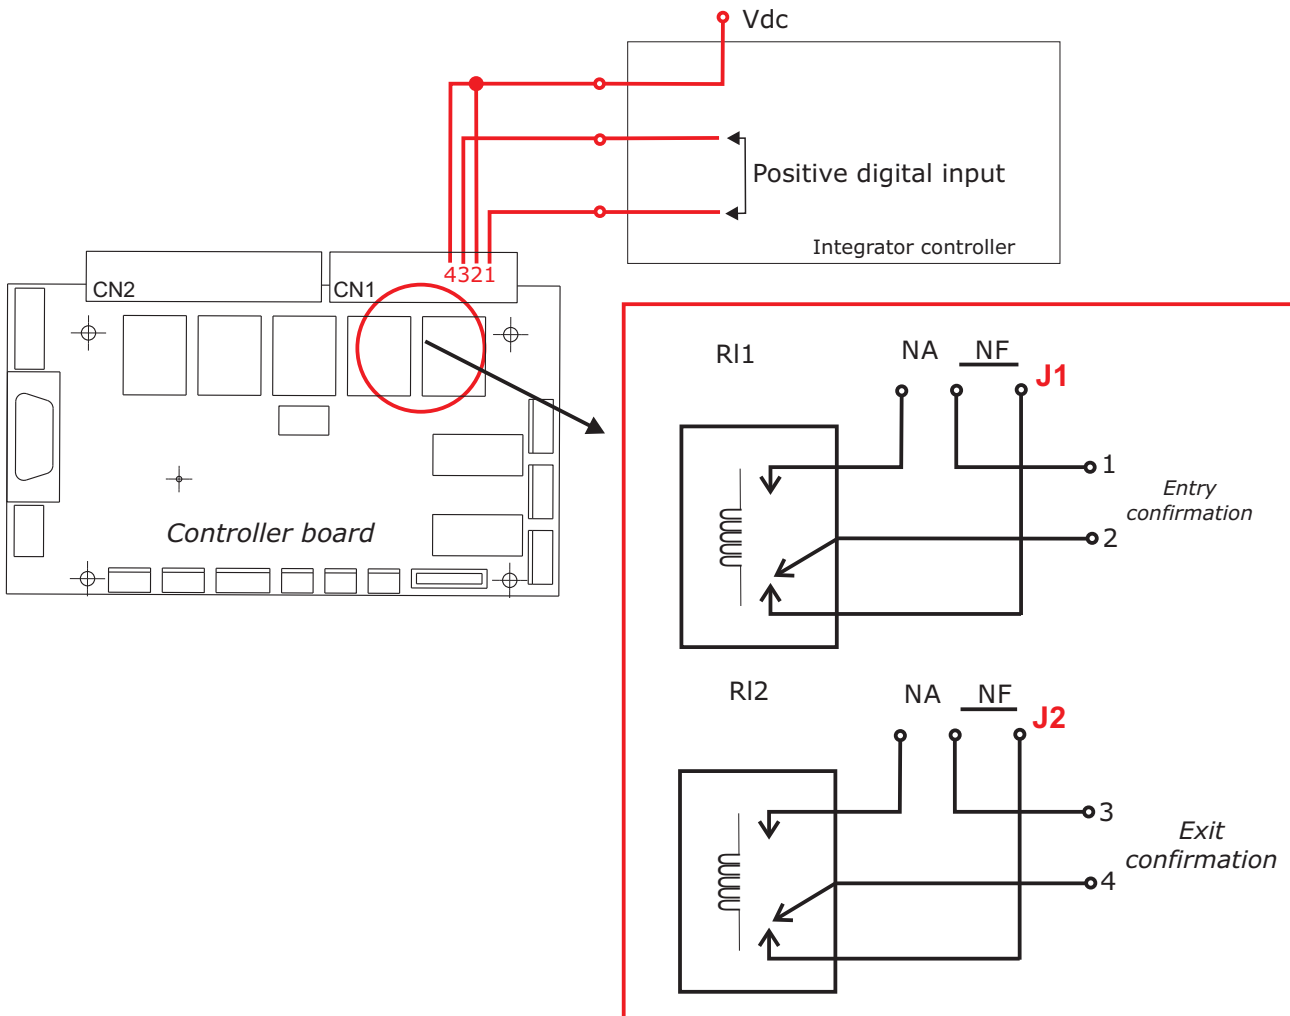 Vdc
Positive digital input
Integrator controller
4321
CN2
CN1
Controller board
Rl1
NA
NF
J1
1
Entry
confirmation
2
Rl2
NA
NF
J2
3
Exit
confirmation
4